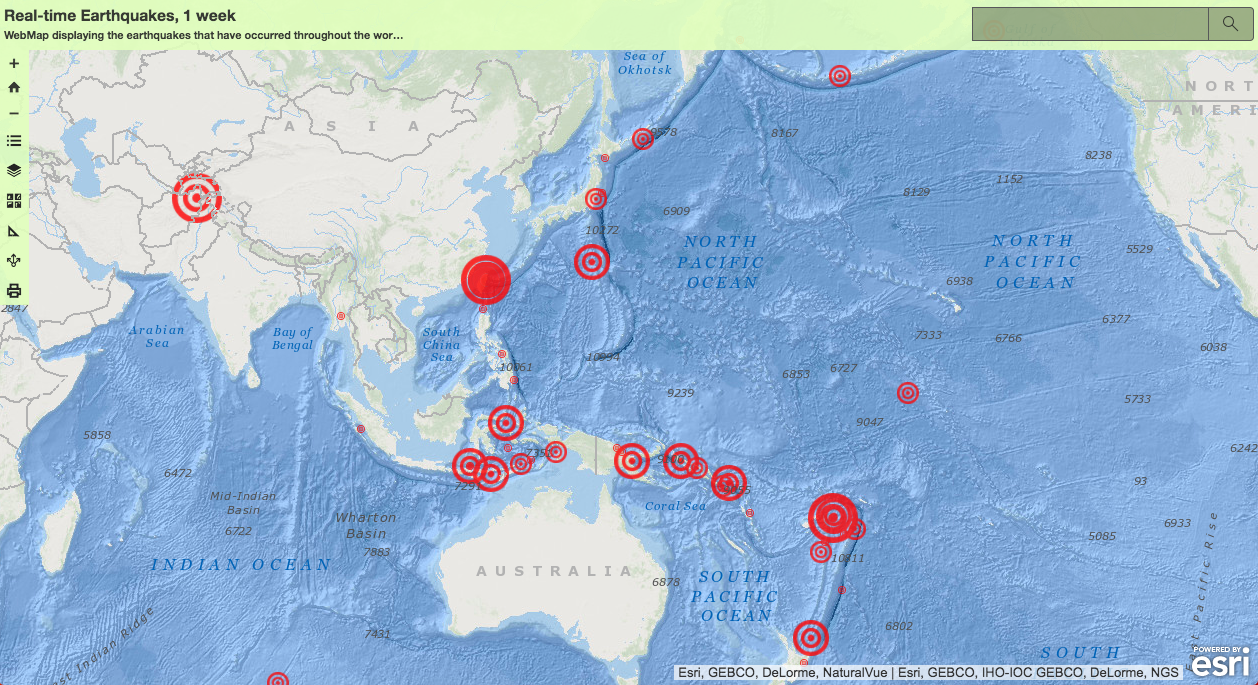 Real-time Earthquakes, 1 week
WebMap displaying the earthquakes that have occurred throughout the wor...
Sea of
Okhotsk
NORT
AMERI
ASIA
8167
8238
1152
8129
6909
10272
NORTH
PACIFIC
OCEAN
NORTH
PACIFIC
OCEAN
5529
6938
2847
Arabian
Sea
Bay of
Bengal
South
China
Sea
6377
7333
6766
6038
10994
10061
6853
6727
9239
5733
9047
5858
6242
6472
7291
93
Mid-Indian
Basin
6722
Wharton
Basin
7883
Coral Sea
6933
5085
INDIAN OCEAN
AUSTRALIA
6878
SOUTH
PACIFIC
OCEAN
East Pacific Rise
7431
6802
SOUTH
est Indian Ridge
POWERED BY
esri
Esri, GEBCO, DeLorme, NaturalVue | Esri, GEBCO, IHO-IOC GEBCO, DeLorme, NGS